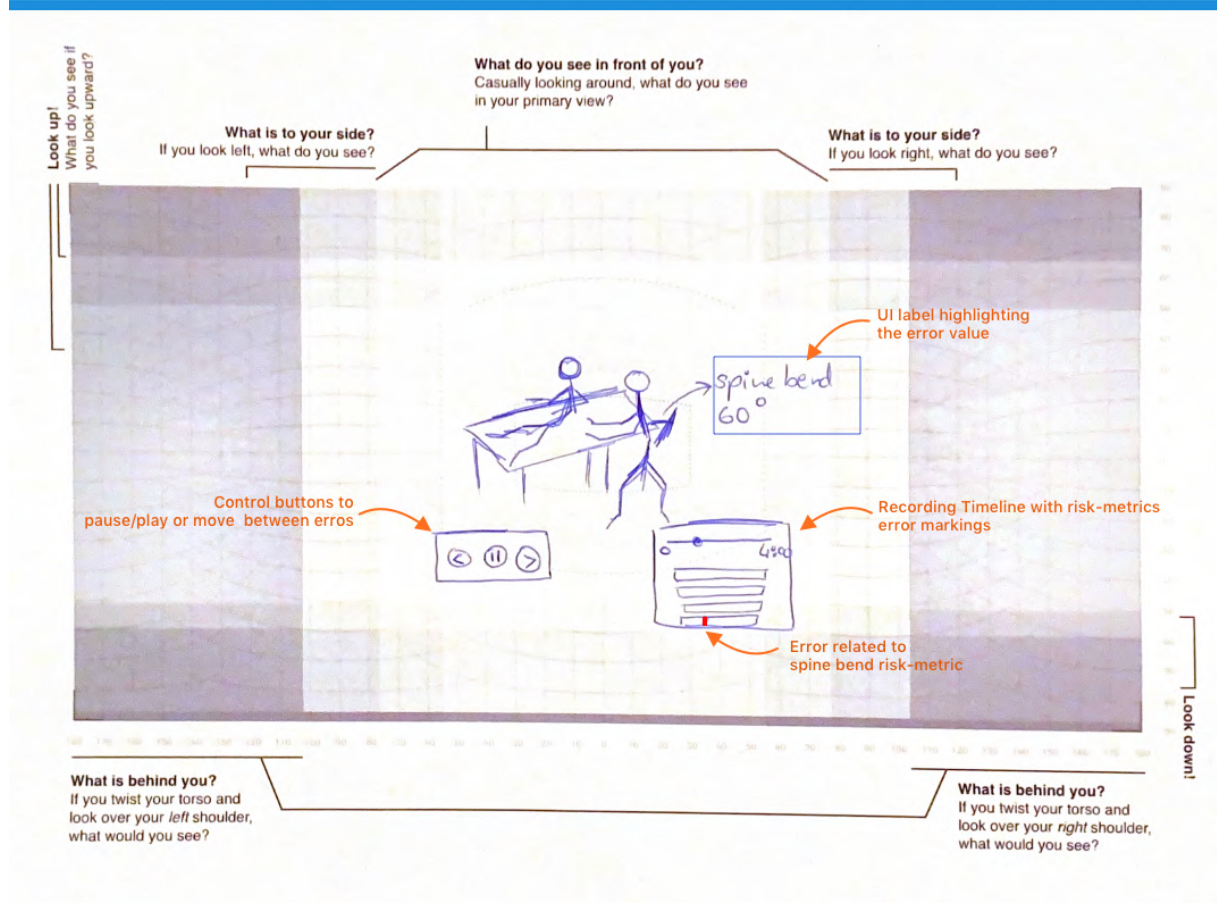 What do you see in front of you?
Casually looking around, what do you see
in your primary view?
Look up!
What do you see if
you look upward?
What is to your side?
If you look left, what do you see?
What is to your side?
If you look right, what do you see?
UI label highlighting
the error value
spine bend
60°
Control buttons to
pause/play or move between erros
Recording Timeline with risk-metrics
error markings
0
Error related to
spine bend risk-metric
Look down!
What is behind you?
If you twist your torso and
look over your left shoulder,
what would you see?
What is behind you?
If you twist your torso and
look over your right shoulder,
what would you see?